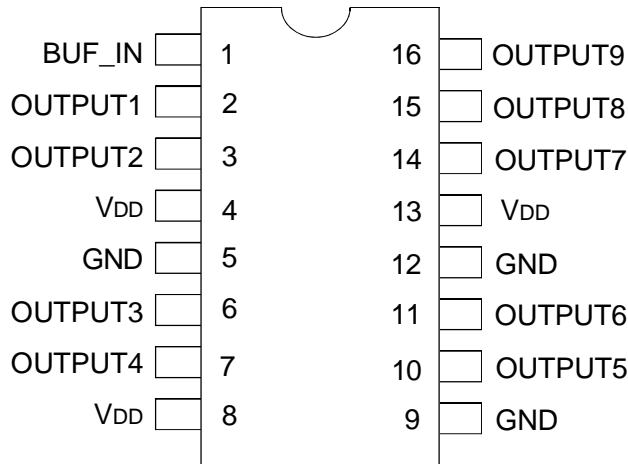 BUF_IN 1 16 OUTPUT9
OUTPUT1 2 15 OUTPUT8
OUTPUT2 3 14 OUTPUT7
VDD 4 13 VDD
GND 5 12 GND
OUTPUT3 6 11 OUTPUT6
OUTPUT4 7 10 OUTPUT5
VDD 8 9 GND